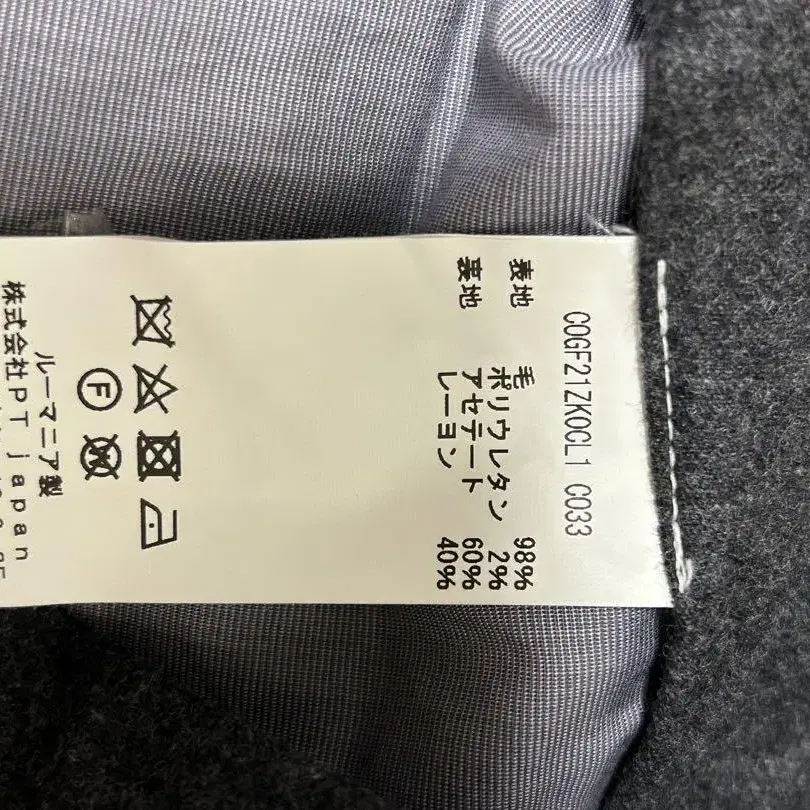 COGF21ZK0CL1 C033
表地 毛 98%
ポリウレタン 2%
裏地 アセテート 60%
レーヨン 40%
F W
ルーマニア製
株式会社PT japan